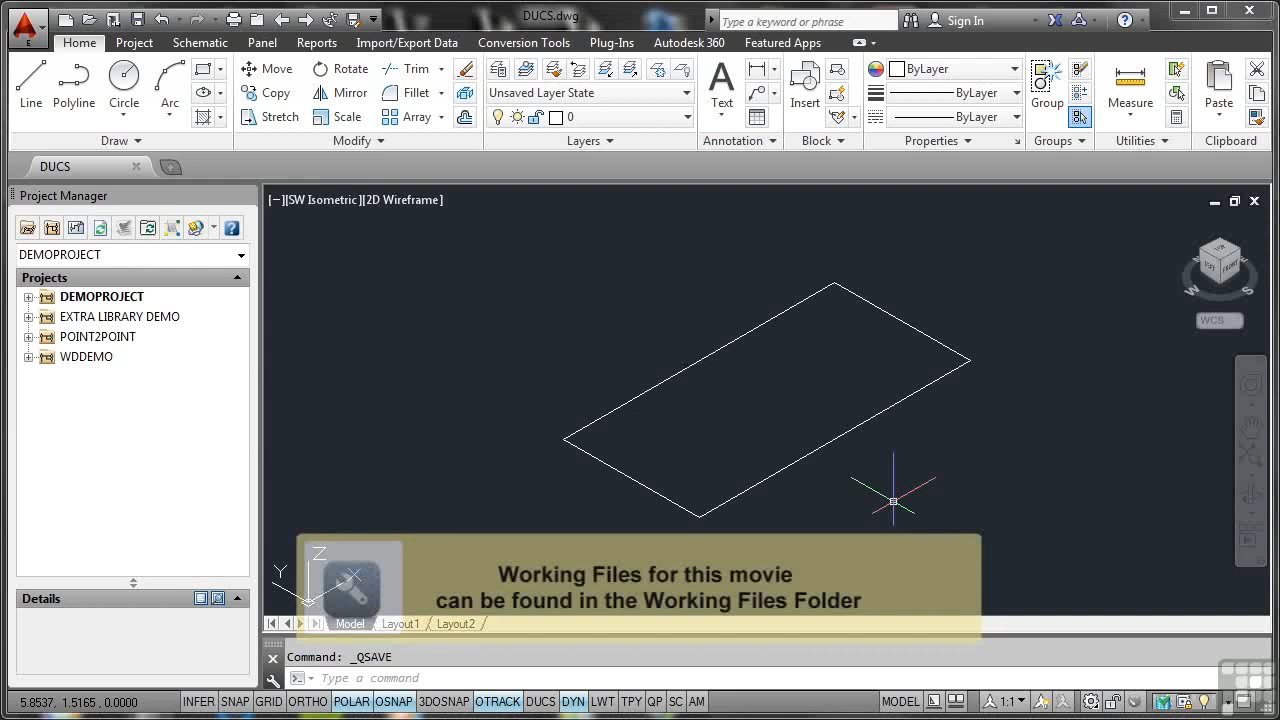 DUCS.dwg
Type a keyword or phrase
Sign In
E
Home Project Schematic Panel Reports Import/Export Data Conversion Tools Plug-Ins Autodesk 360 Featured Apps
Line Polyline Circle Arc
Move Rotate Trim
Copy Mirror Fillet
Stretch Scale Array
Unsaved Layer State
0
A
Text
Insert
ByLayer
ByLayer
ByLayer
Group
Measure
Paste
Draw Modify Layers Annotation Block Properties Groups Utilities Clipboard
DUCS
Project Manager
DEMOPROJECT
Projects
DEMOPROJECT
EXTRA LIBRARY DEMO
POINT2POINT
WDDEMO
Details
[−][SW Isometric][2D Wireframe]
FRONT
W
S
WCS
Z
Y
X
Working Files for this movie
can be found in the Working Files Folder
Model Layout1 Layout2
Command: _QSAVE
Type a command
5.8537, 1.5165, 0.0000
INFER SNAP GRID ORTHO POLAR OSNAP 3DOSNAP OTRACK DUCS DYN LWT TPY QP SC AM
MODEL
1:1